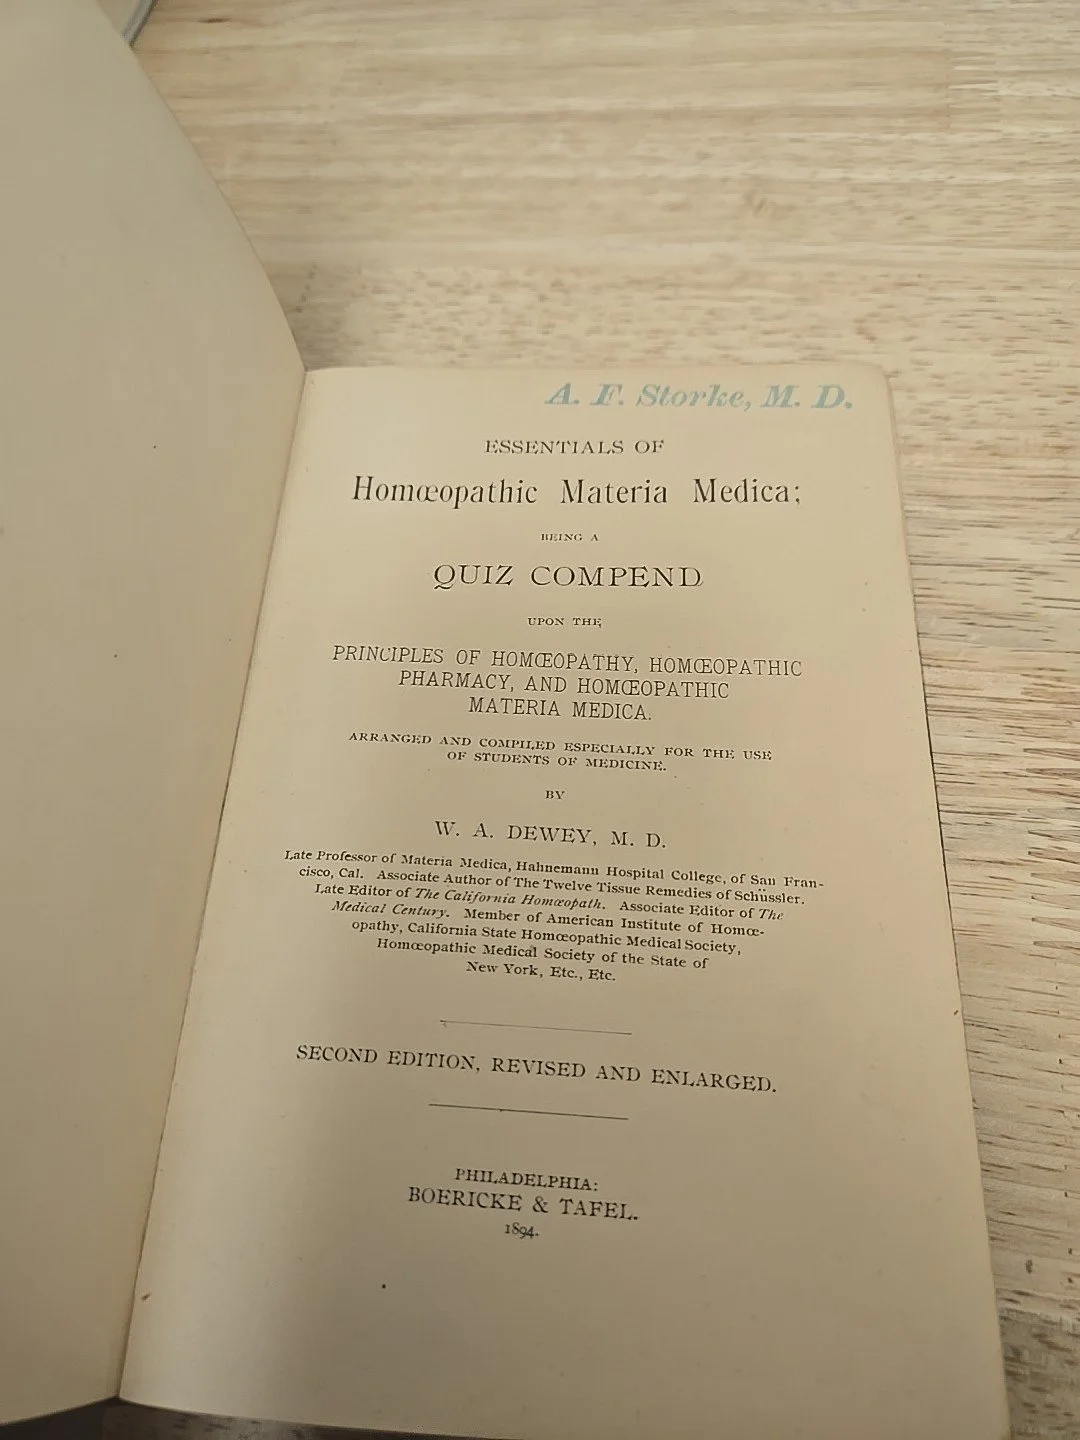 A. F. Storke, M. D.
ESSENTIALS OF
Homœopathic Materia Medica;
BEING A
QUIZ COMPEND
UPON THE
PRINCIPLES OF HOMŒOPATHY, HOMŒOPATHIC
PHARMACY, AND HOMŒOPATHIC
MATERIA MEDICA.
ARRANGED AND COMPILED ESPECIALLY FOR THE USE
OF STUDENTS OF MEDICINE.
BY
W. A. DEWEY, M. D.
Late Professor of Materia Medica, Hahnemann Hospital College, of San Fran-
cisco, Cal. Associate Author of The Twelve Tissue Remedies of Schüssler.
Late Editor of The California Homœopath. Associate Editor of The
Medical Century. Member of American Institute of Homœ-
opathy, California State Homœopathic Medical Society,
Homœopathic Medical Society of the State of
New York, Etc., Etc.
SECOND EDITION, REVISED AND ENLARGED.
PHILADELPHIA:
BOERICKE & TAFEL.
1894.